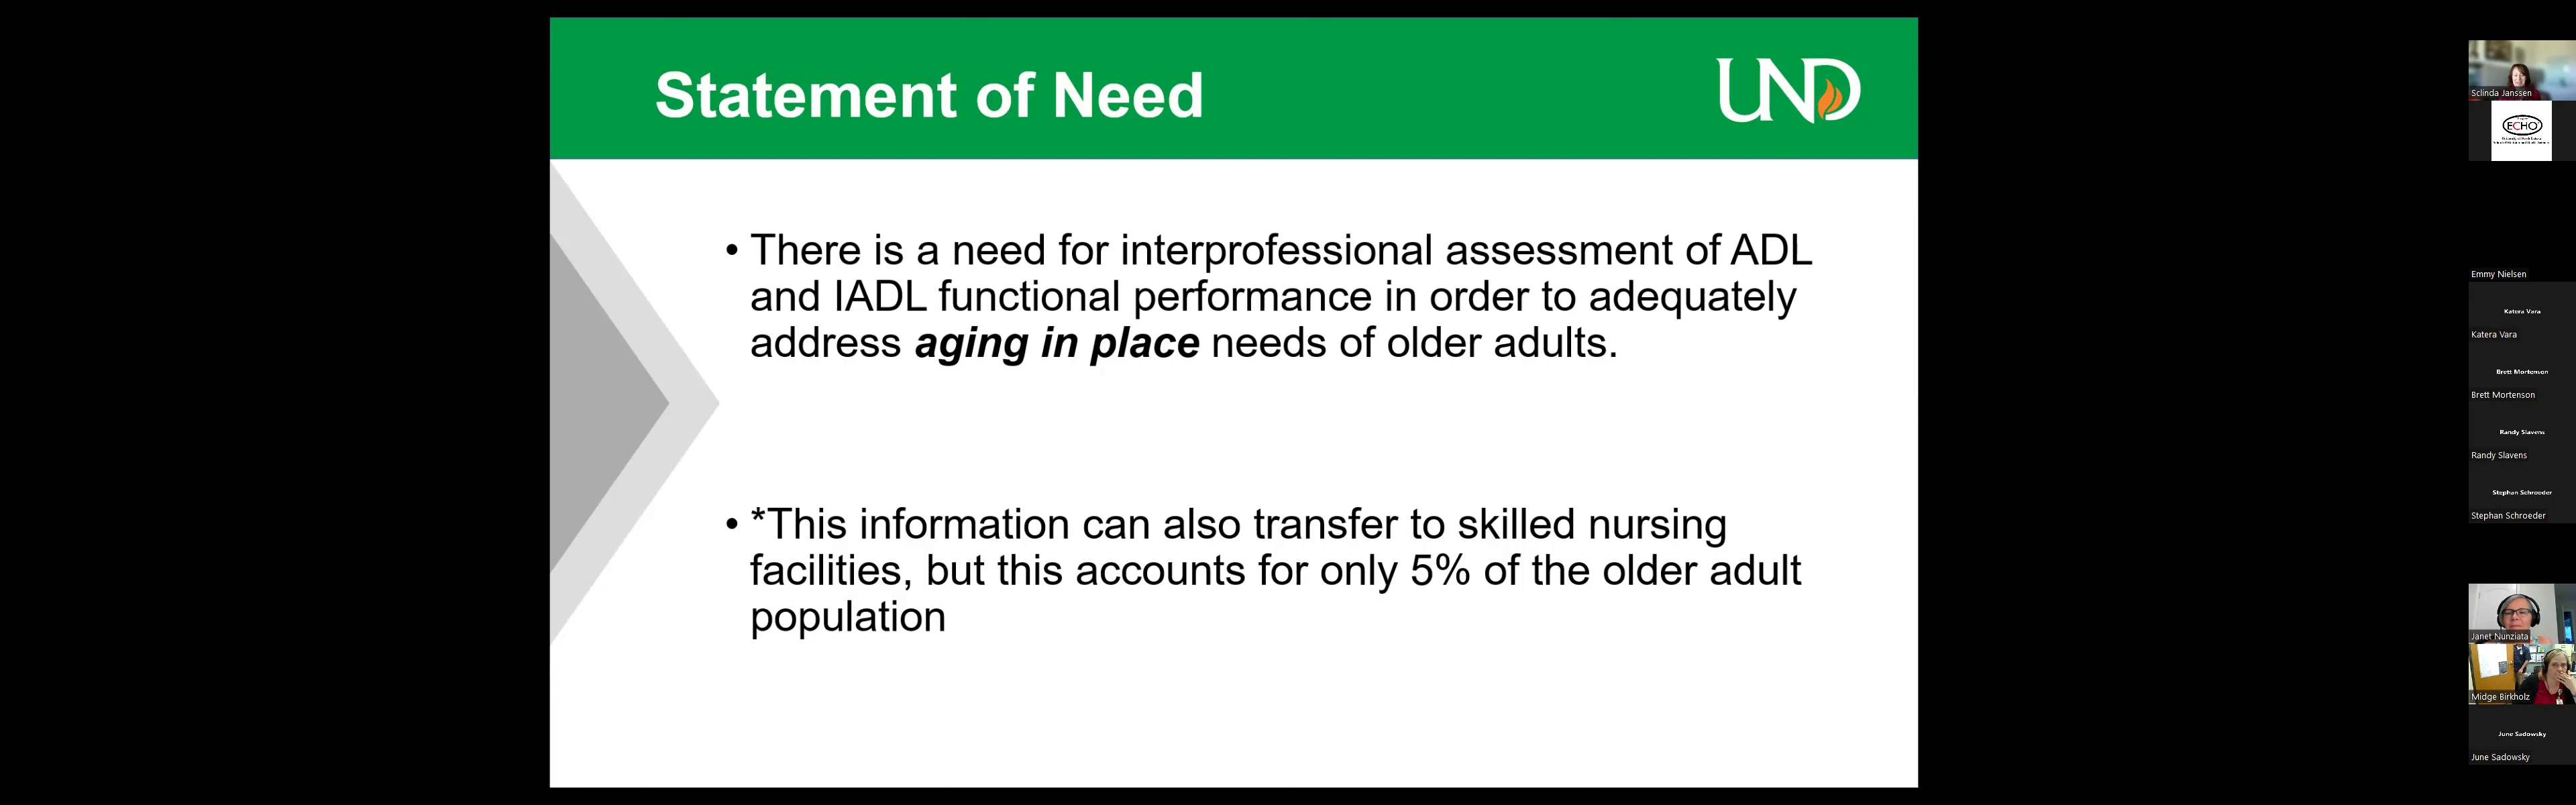 Statement of Need
UND
• There is a need for interprofessional assessment of ADL
and IADL functional performance in order to adequately
address aging in place needs of older adults.
• *This information can also transfer to skilled nursing
facilities, but this accounts for only 5% of the older adult
population
Sclinda Janssen
ECHO
Emmy Nielsen
Katera Vara
Katera Vara
Brett Mortenson
Brett Mortenson
Randy Slavens
Randy Slavens
Stephan Schroeder
Stephan Schroeder
Janet Nunziata
Midge Birkholz
June Sadowsky
June Sadowsky